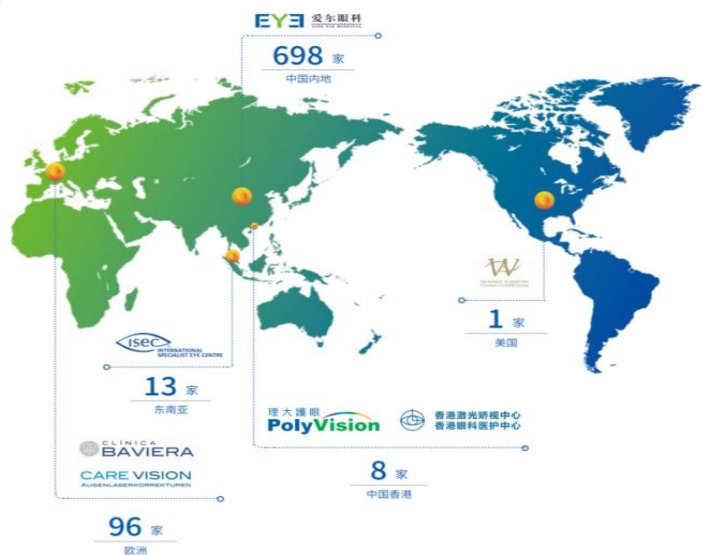 EYE 爱尔眼科
AIER EYE HOSPITAL
698 家
中国内地
1 家
美国
ISEC INTERNATIONAL
SPECIALIST EYE CENTRE
13 家
东南亚
理大護眼
PolyVision
香港激光矫视中心
香港眼科医护中心
8 家
中国香港
CLÍNICA
BAVIERA
CARE VISION
AUGENLASERKORREKTUREN
96 家
欧洲